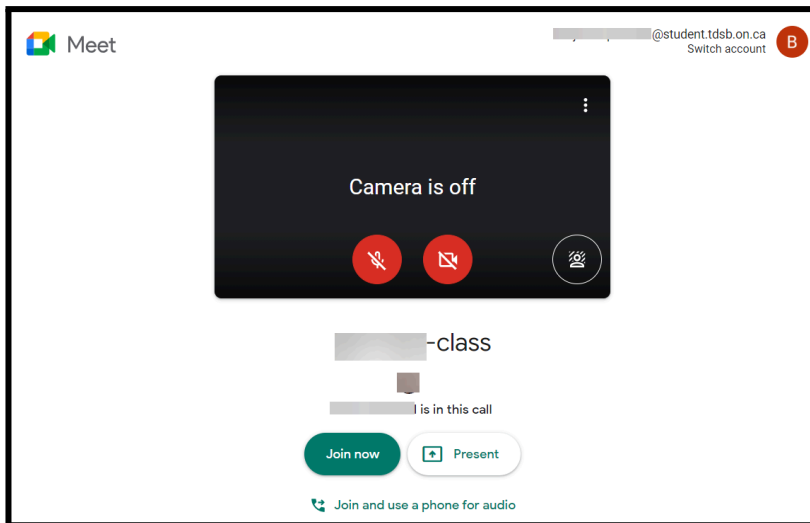 Meet
@student.tdsb.on.ca
Switch account
B
Camera is off
-class
is in this call
Join now
Present
Join and use a phone for audio